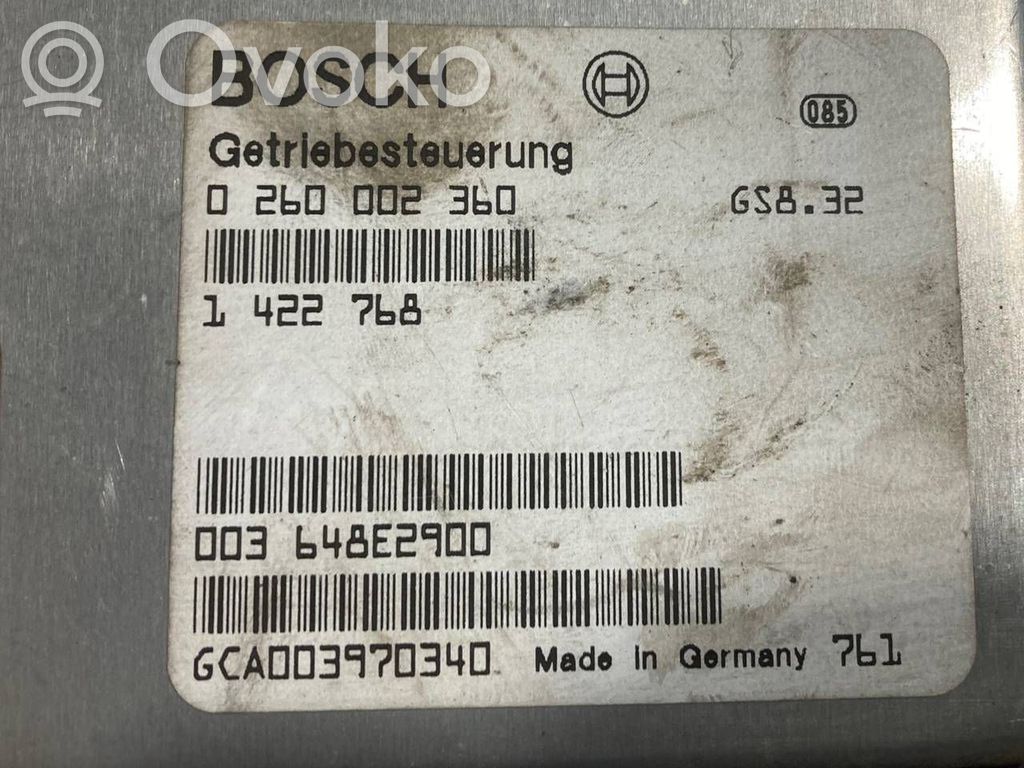 Ovoko
BOSCH
085
Getriebesteuerung
0 260 002 360 GS8.32
1 422 768
003 648E2900
GCA003970340 Made in Germany 761